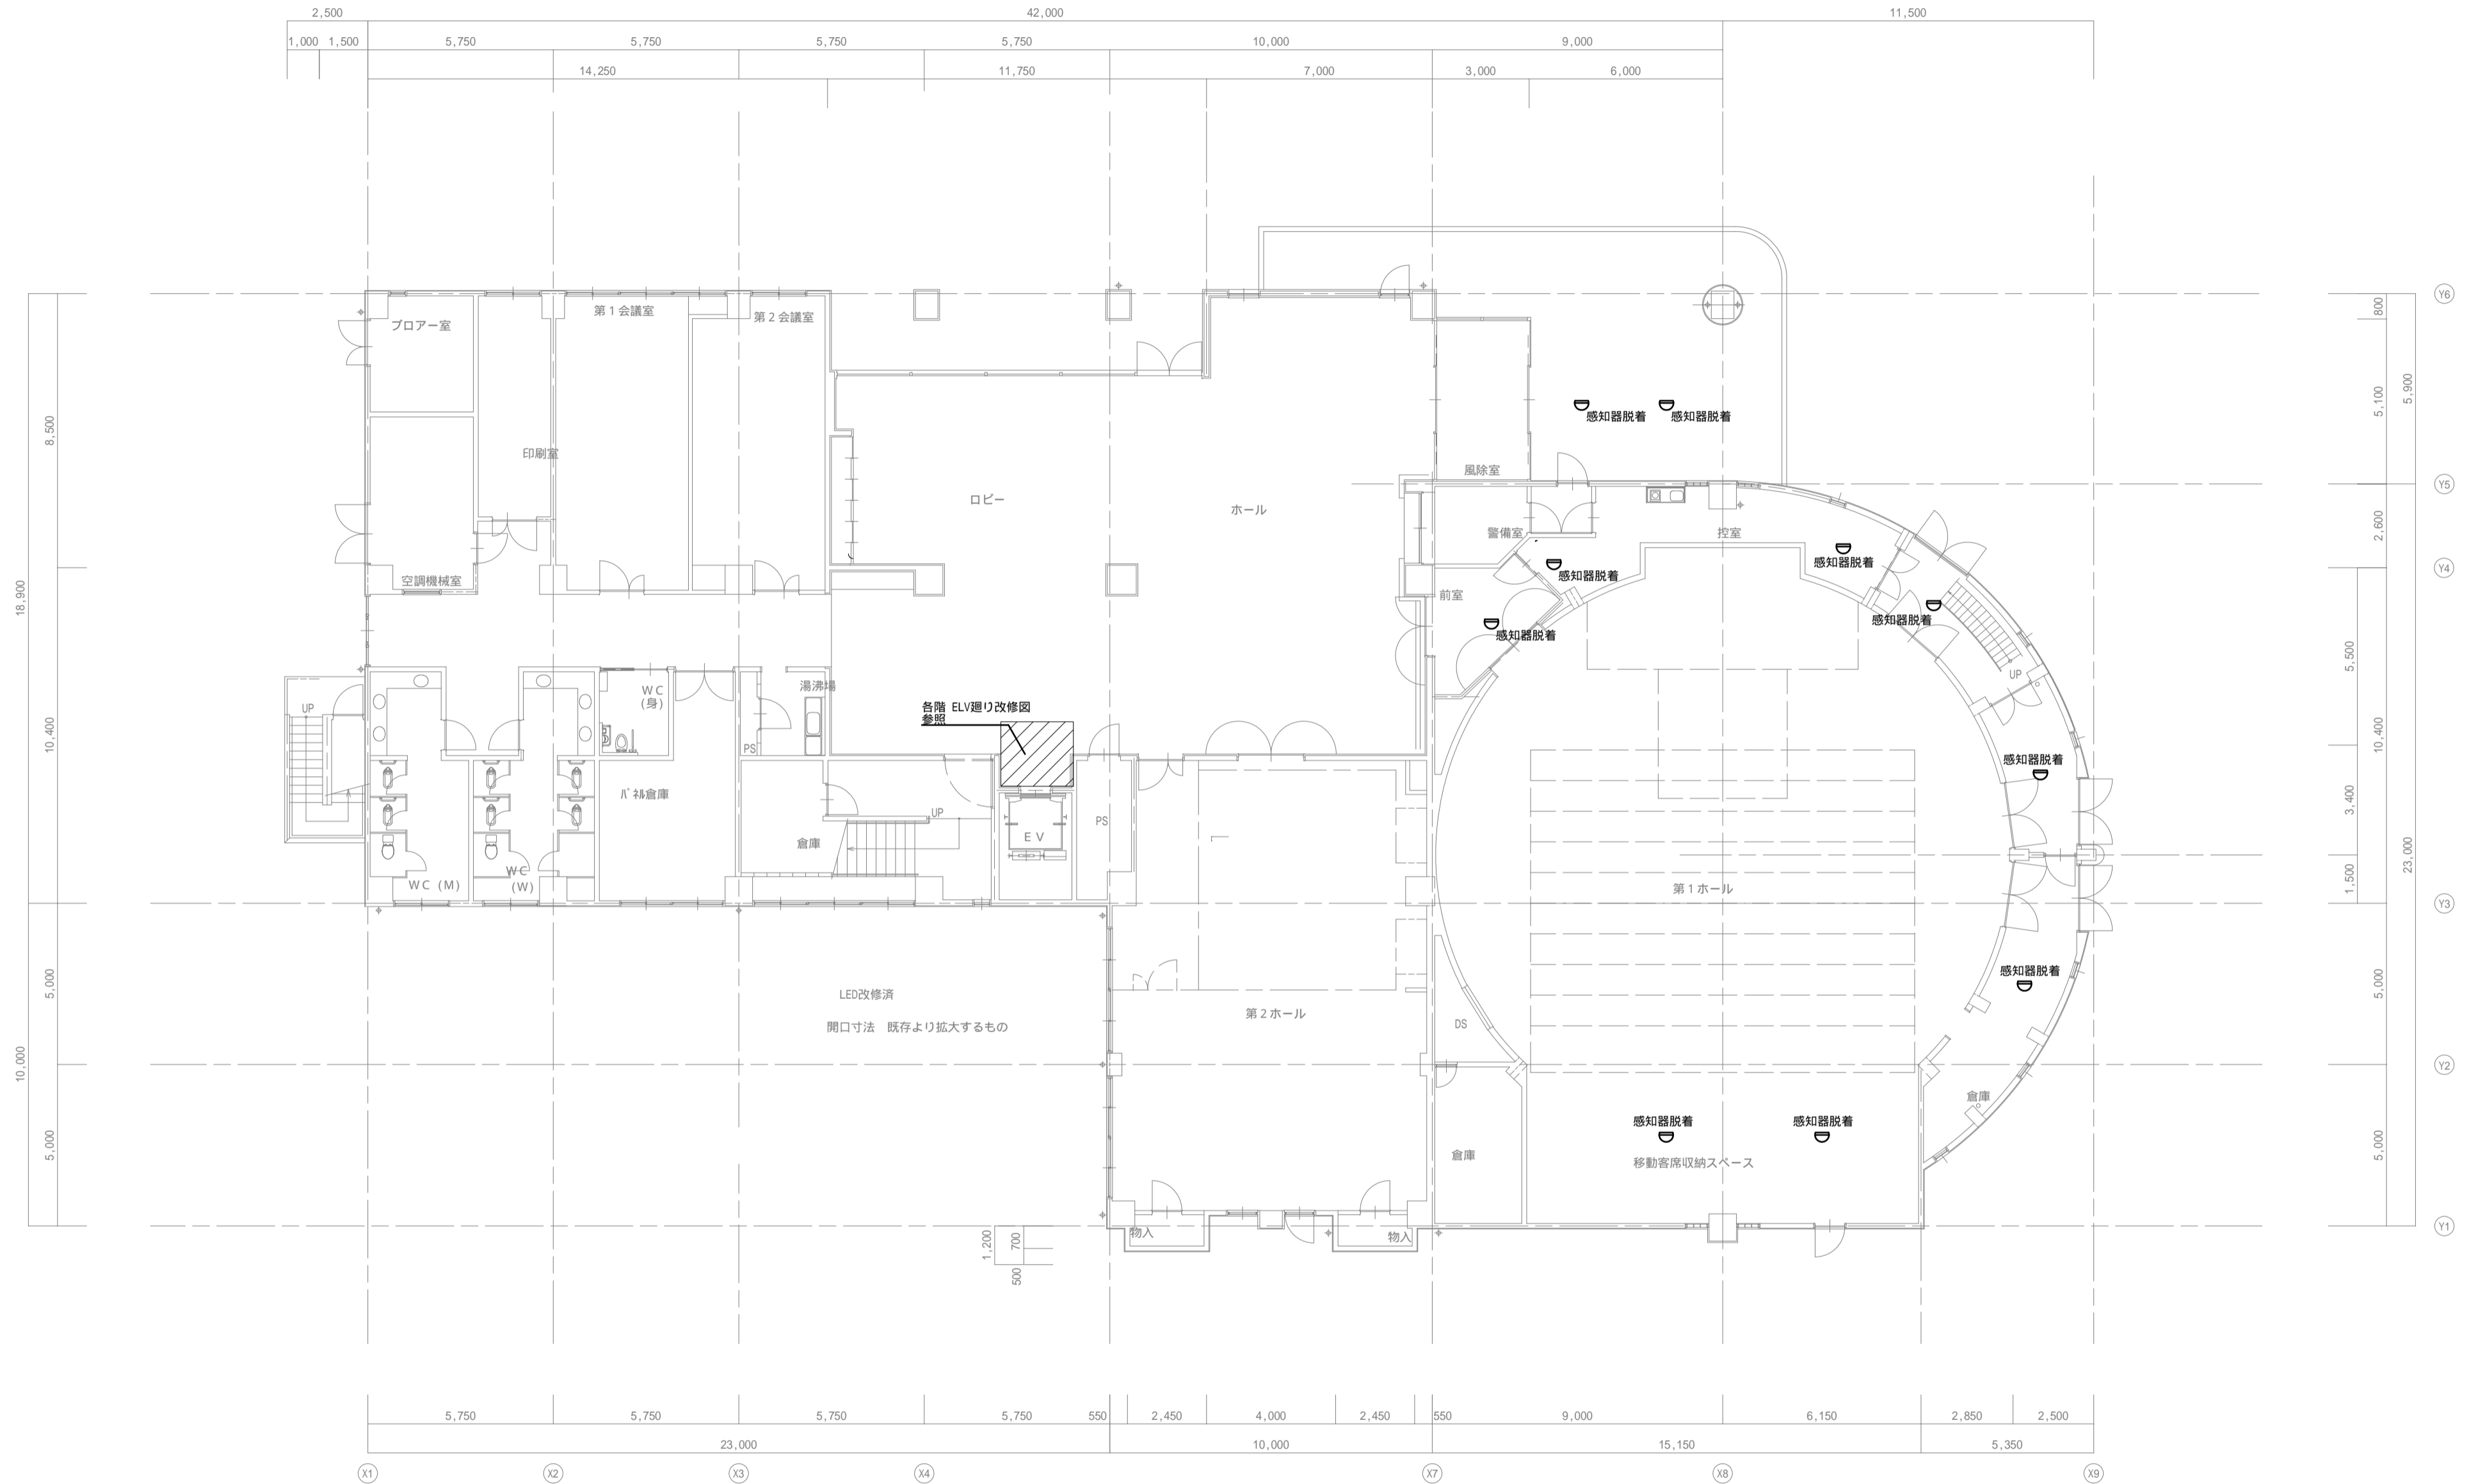 2,500
42,000
11,500
1,000
1,500
5,750
5,750
5,750
5,750
10,000
9,000
14,250
11,750
7,000
3,000
6,000
Y6
800
5,100
5,900
8,500
ブロアー室
第1会議室
第2会議室
感知器脱着
感知器脱着
印刷室
風除室
ロビー
ホール
Y5
2,600
警備室
控室
感知器脱着
感知器脱着
空調機械室
前室
Y4
18,900
感知器脱着
感知器脱着
5,500
UP
WC
(身)
湯沸場
UP
各階 ELV廻り改修図
参照
10,400
10,400
PS
感知器脱着
パネル倉庫
3,400
UP
PS
EV
倉庫
WC (M)
WC
(W)
第1ホール
1,500
23,000
Y3
5,000
感知器脱着
5,000
LED改修済
開口寸法 既存より拡大するもの
第2ホール
DS
10,000
Y2
倉庫
感知器脱着
感知器脱着
5,000
5,000
倉庫
移動客席収納スペース
物入
物入
Y1
1,200
700
500
5,750
5,750
5,750
5,750
550
2,450
4,000
2,450
550
9,000
6,150
2,850
2,500
23,000
10,000
15,150
5,350
X1
X2
X3
X4
X7
X8
X9